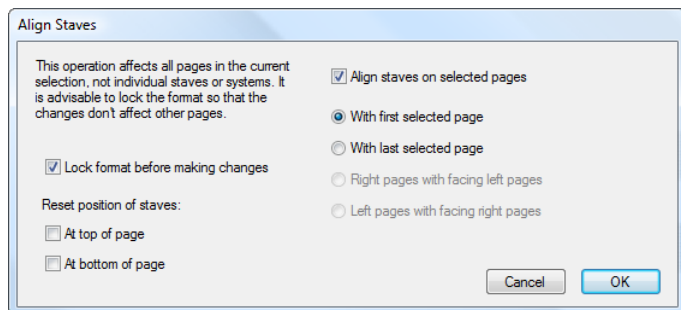 Align Staves
This operation affects all pages in the current
selection, not individual staves or systems. It
is advisable to lock the format so that the
changes don't affect other pages.
Lock format before making changes
Reset position of staves:
At top of page
At bottom of page
Align staves on selected pages
With first selected page
With last selected page
Right pages with facing left pages
Left pages with facing right pages
Cancel
OK